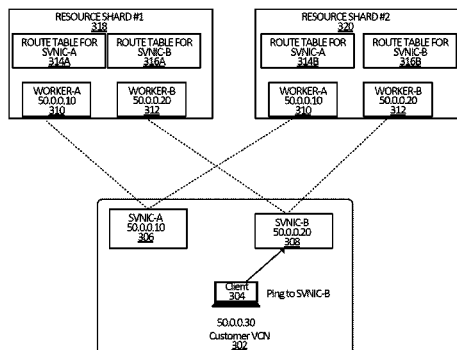 RESOURCE SHARD #1
318
ROUTE TABLE FOR
SVNIC-A
314A
ROUTE TABLE FOR
SVNIC-B
316A
WORKER-A
50.0.0.10
310
WORKER-B
50.0.0.20
312
RESOURCE SHARD #2
320
ROUTE TABLE FOR
SVNIC-A
314B
ROUTE TABLE FOR
SVNIC-B
316B
WORKER-A
50.0.0.10
310
WORKER-B
50.0.0.20
312
SVNIC-A
50.0.0.10
306
SVNIC-B
50.0.0.20
308
Client
304
Ping to SVNIC-B
50.0.0.30
Customer VCN
302